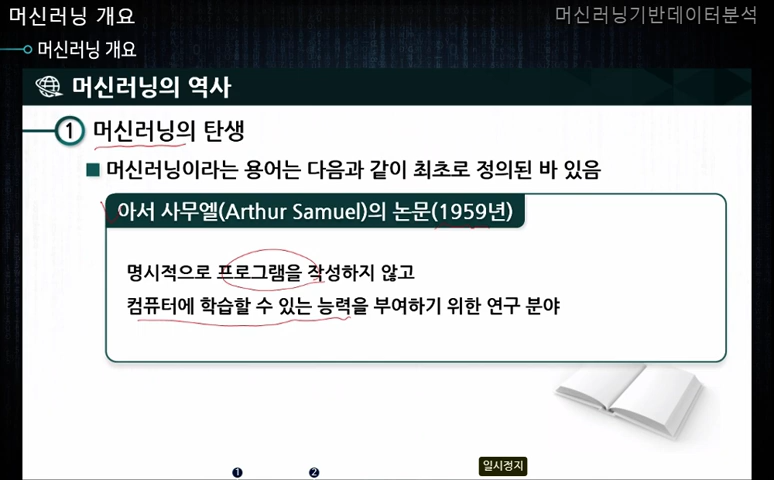 머신러닝 개요
머신러닝기반데이터분석
머신러닝 개요
머신러닝의 역사
1 머신러닝의 탄생
머신러닝이라는 용어는 다음과 같이 최초로 정의된 바 있음
아서 사무엘(Arthur Samuel)의 논문(1959년)
명시적으로 프로그램을 작성하지 않고
컴퓨터에 학습할 수 있는 능력을 부여하기 위한 연구 분야
1 2
일시정지